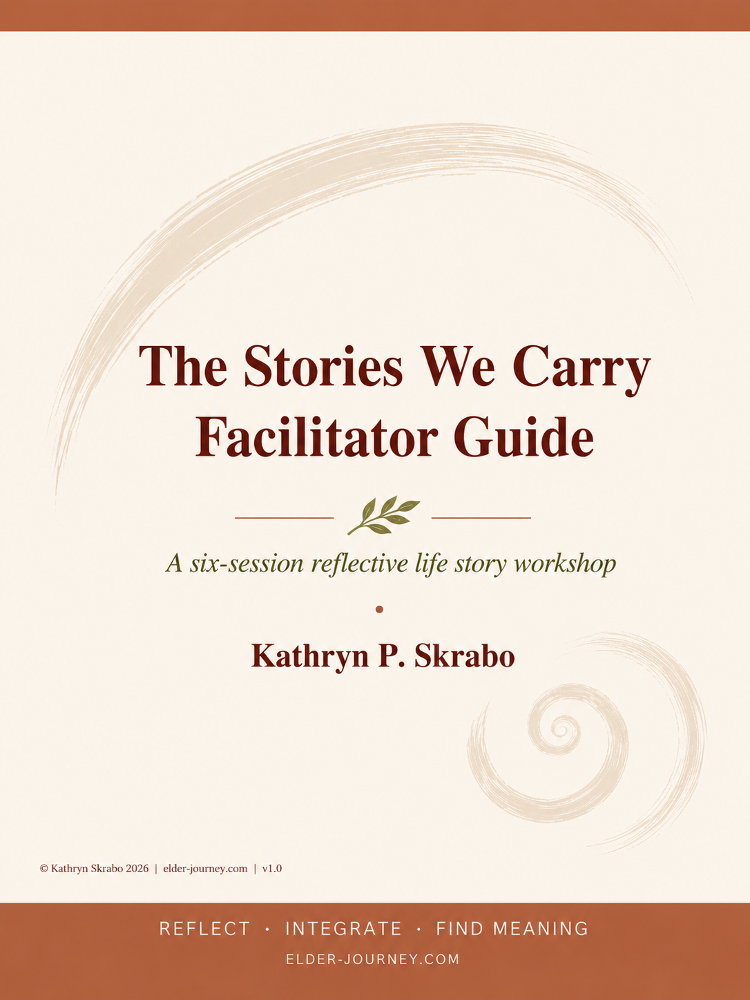 The Stories We Carry
Facilitator Guide
A six-session reflective life story workshop
•
Kathryn P. Skrabo
© Kathryn Skrabo 2026 | elder-journey.com | v1.0
REFLECT • INTEGRATE • FIND MEANING
ELDER-JOURNEY.COM